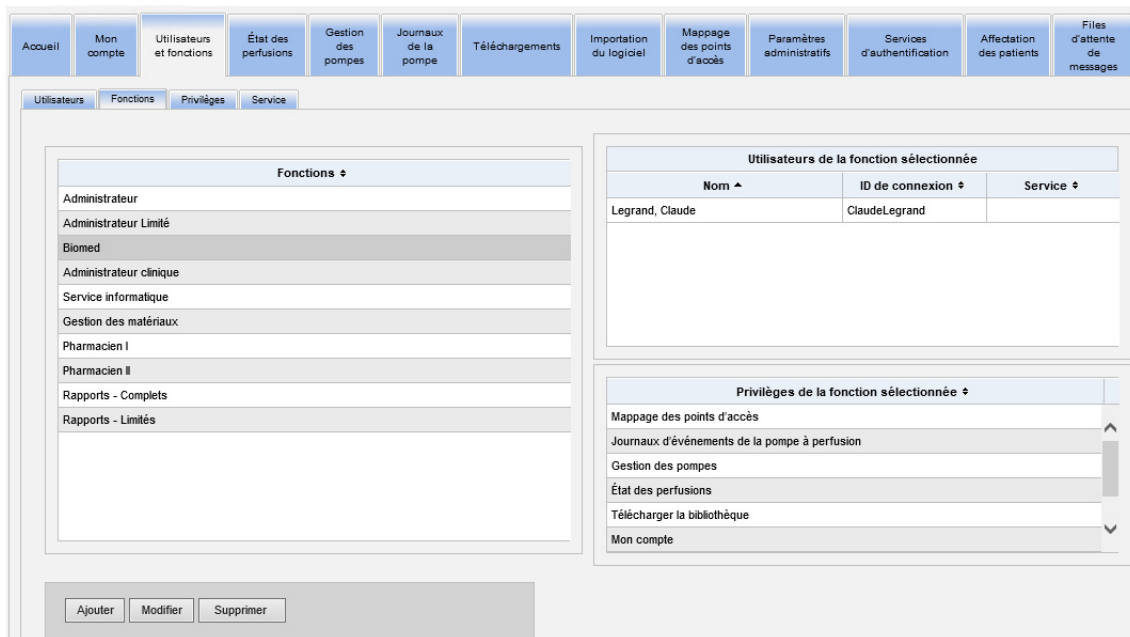 Accueil
Mon
compte
Utilisateurs
et fonctions
État des
perfusions
Gestion
des
pompes
Journaux
de la
pompe
Téléchargements
Importation
du logiciel
Mappage
des points
d'accès
Paramètres
administratifs
Services
d'authentification
Affectation
des patients
Files
d'attente
de
messages
Utilisateurs
Fonctions
Privilèges
Service
Fonctions
Administrateur
Administrateur Limité
Biomed
Administrateur clinique
Service informatique
Gestion des matériaux
Pharmacien I
Pharmacien II
Rapports - Complets
Rapports - Limités
Utilisateurs de la fonction sélectionnée
Nom
ID de connexion
Service
Legrand, Claude
ClaudeLegrand
Privilèges de la fonction sélectionnée
Mappage des points d'accès
Journaux d'événements de la pompe à perfusion
Gestion des pompes
État des perfusions
Télécharger la bibliothèque
Mon compte
Ajouter
Modifier
Supprimer